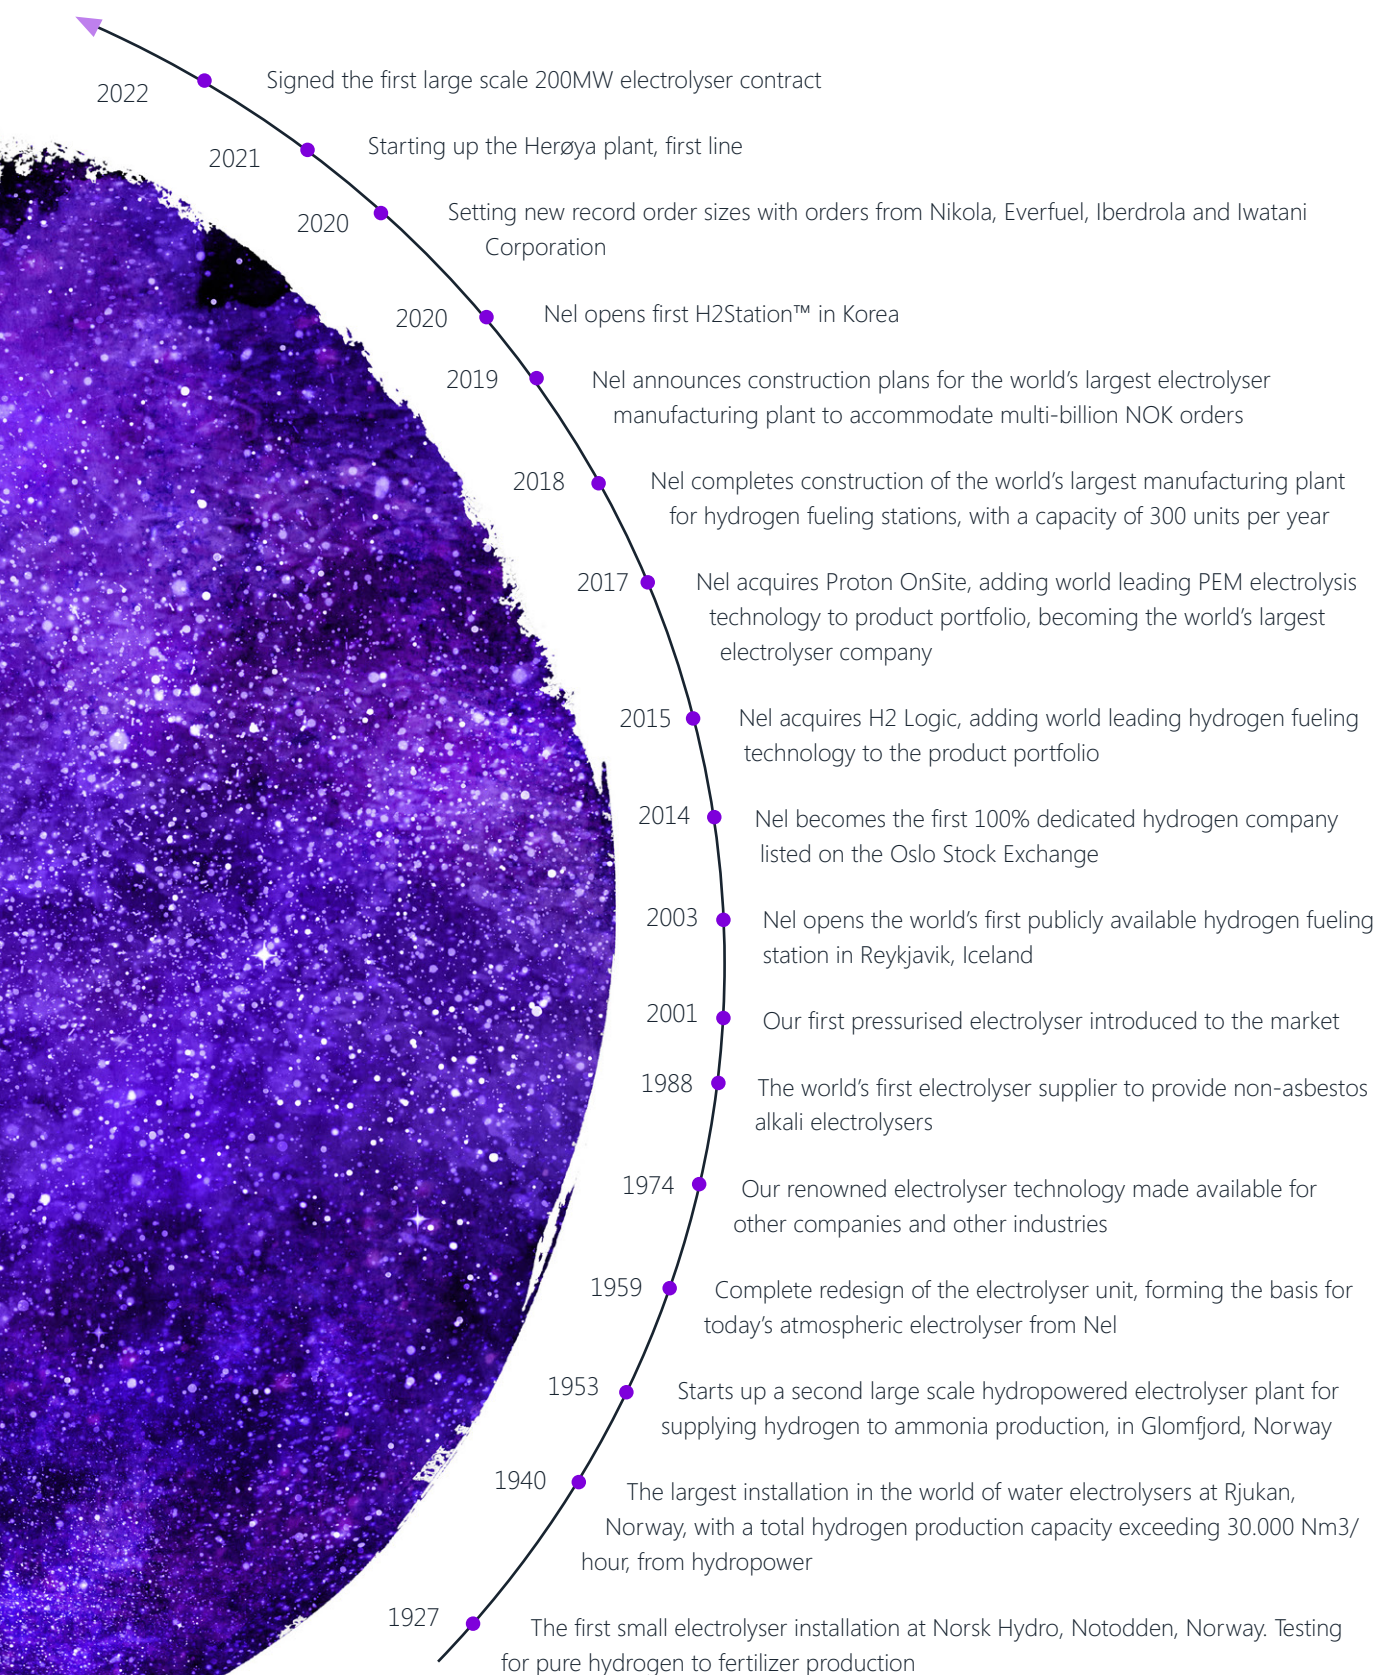 2022
Signed the first large scale 200MW electrolyser contract
2021
Starting up the Herøya plant, first line
2020
Setting new record order sizes with orders from Nikola, Everfuel, Iberdrola and Iwatani
Corporation
2020
Nel opens first H2Station™ in Korea
2019
Nel announces construction plans for the world’s largest electrolyser
manufacturing plant to accommodate multi-billion NOK orders
2018
Nel completes construction of the world’s largest manufacturing plant
for hydrogen fueling stations, with a capacity of 300 units per year
2017
Nel acquires Proton OnSite, adding world leading PEM electrolysis
technology to product portfolio, becoming the world’s largest
electrolyser company
2015
Nel acquires H2 Logic, adding world leading hydrogen fueling
technology to the product portfolio
2014
Nel becomes the first 100% dedicated hydrogen company
listed on the Oslo Stock Exchange
2003
Nel opens the world’s first publicly available hydrogen fueling
station in Reykjavik, Iceland
2001
Our first pressurised electrolyser introduced to the market
1988
The world’s first electrolyser supplier to provide non-asbestos
alkali electrolysers
1974
Our renowned electrolyser technology made available for
other companies and other industries
1959
Complete redesign of the electrolyser unit, forming the basis for
today’s atmospheric electrolyser from Nel
1953
Starts up a second large scale hydropowered electrolyser plant for
supplying hydrogen to ammonia production, in Glomfjord, Norway
1940
The largest installation in the world of water electrolysers at Rjukan,
Norway, with a total hydrogen production capacity exceeding 30.000 Nm3/
hour, from hydropower
1927
The first small electrolyser installation at Norsk Hydro, Notodden, Norway. Testing
for pure hydrogen to fertilizer production